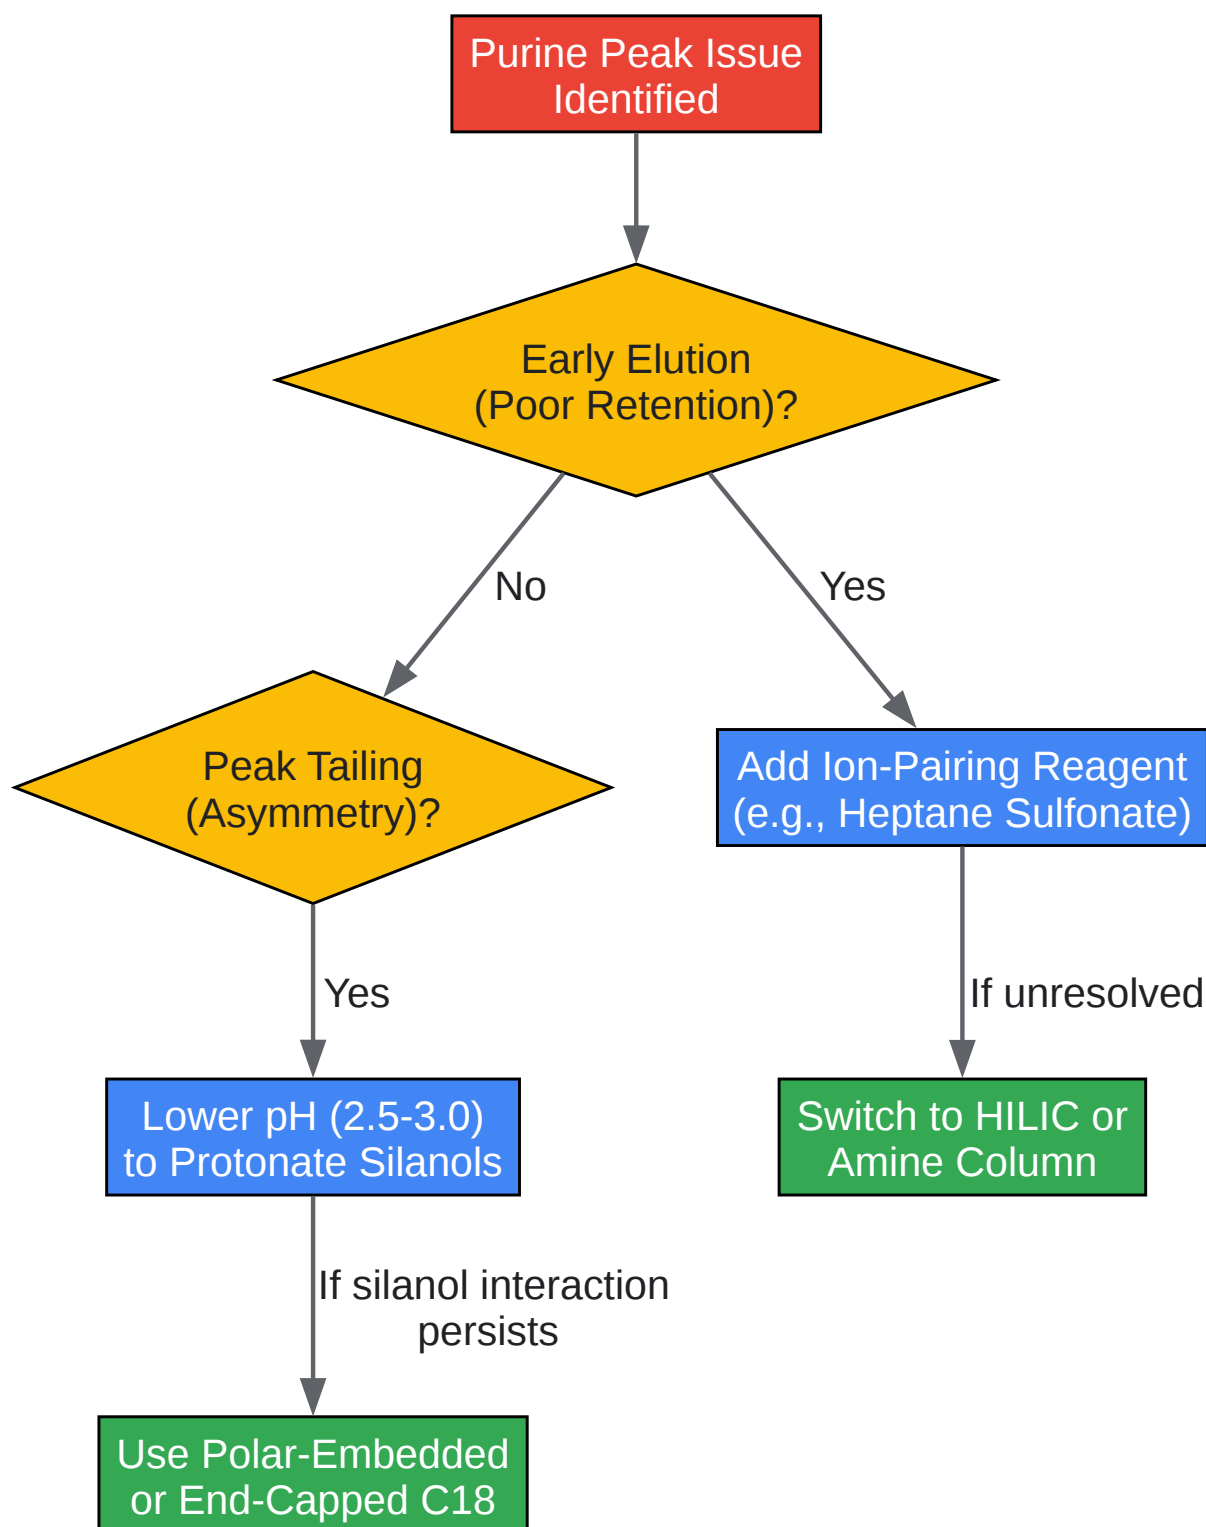 Purine Peak Issue
Identified
Early Elution
(Poor Retention)?
No
Yes
Peak Tailing
(Asymmetry)?
Add Ion-Pairing Reagent
(e.g., Heptane Sulfonate)
Yes
If unresolved
Lower pH (2.5-3.0)
to Protonate Silanols
Switch to HILIC or
Amine Column
If silanol interaction
persists
Use Polar-Embedded
or End-Capped C18